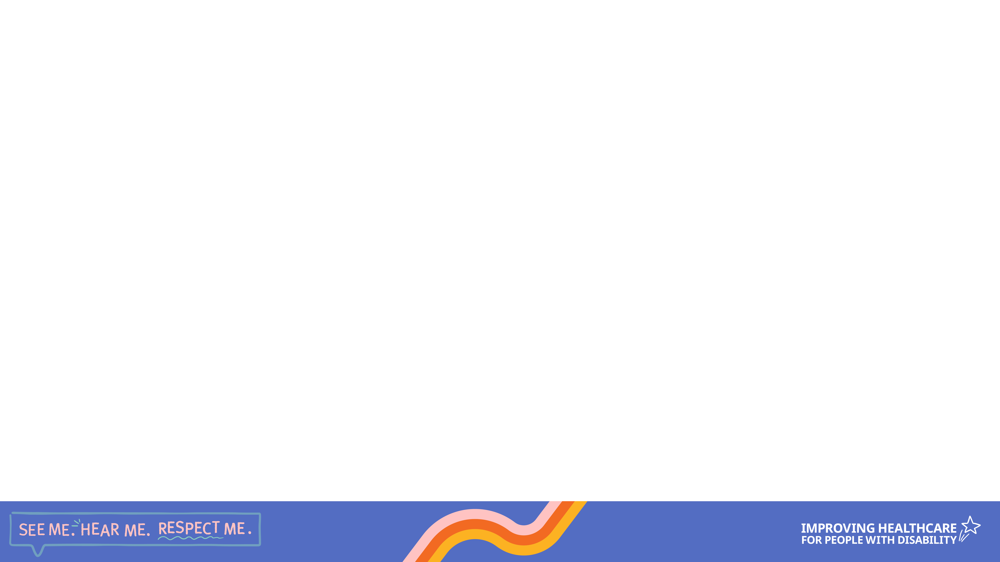 SEE ME. HEAR ME. RESPECT ME.
IMPROVING HEALTHCARE
FOR PEOPLE WITH DISABILITY